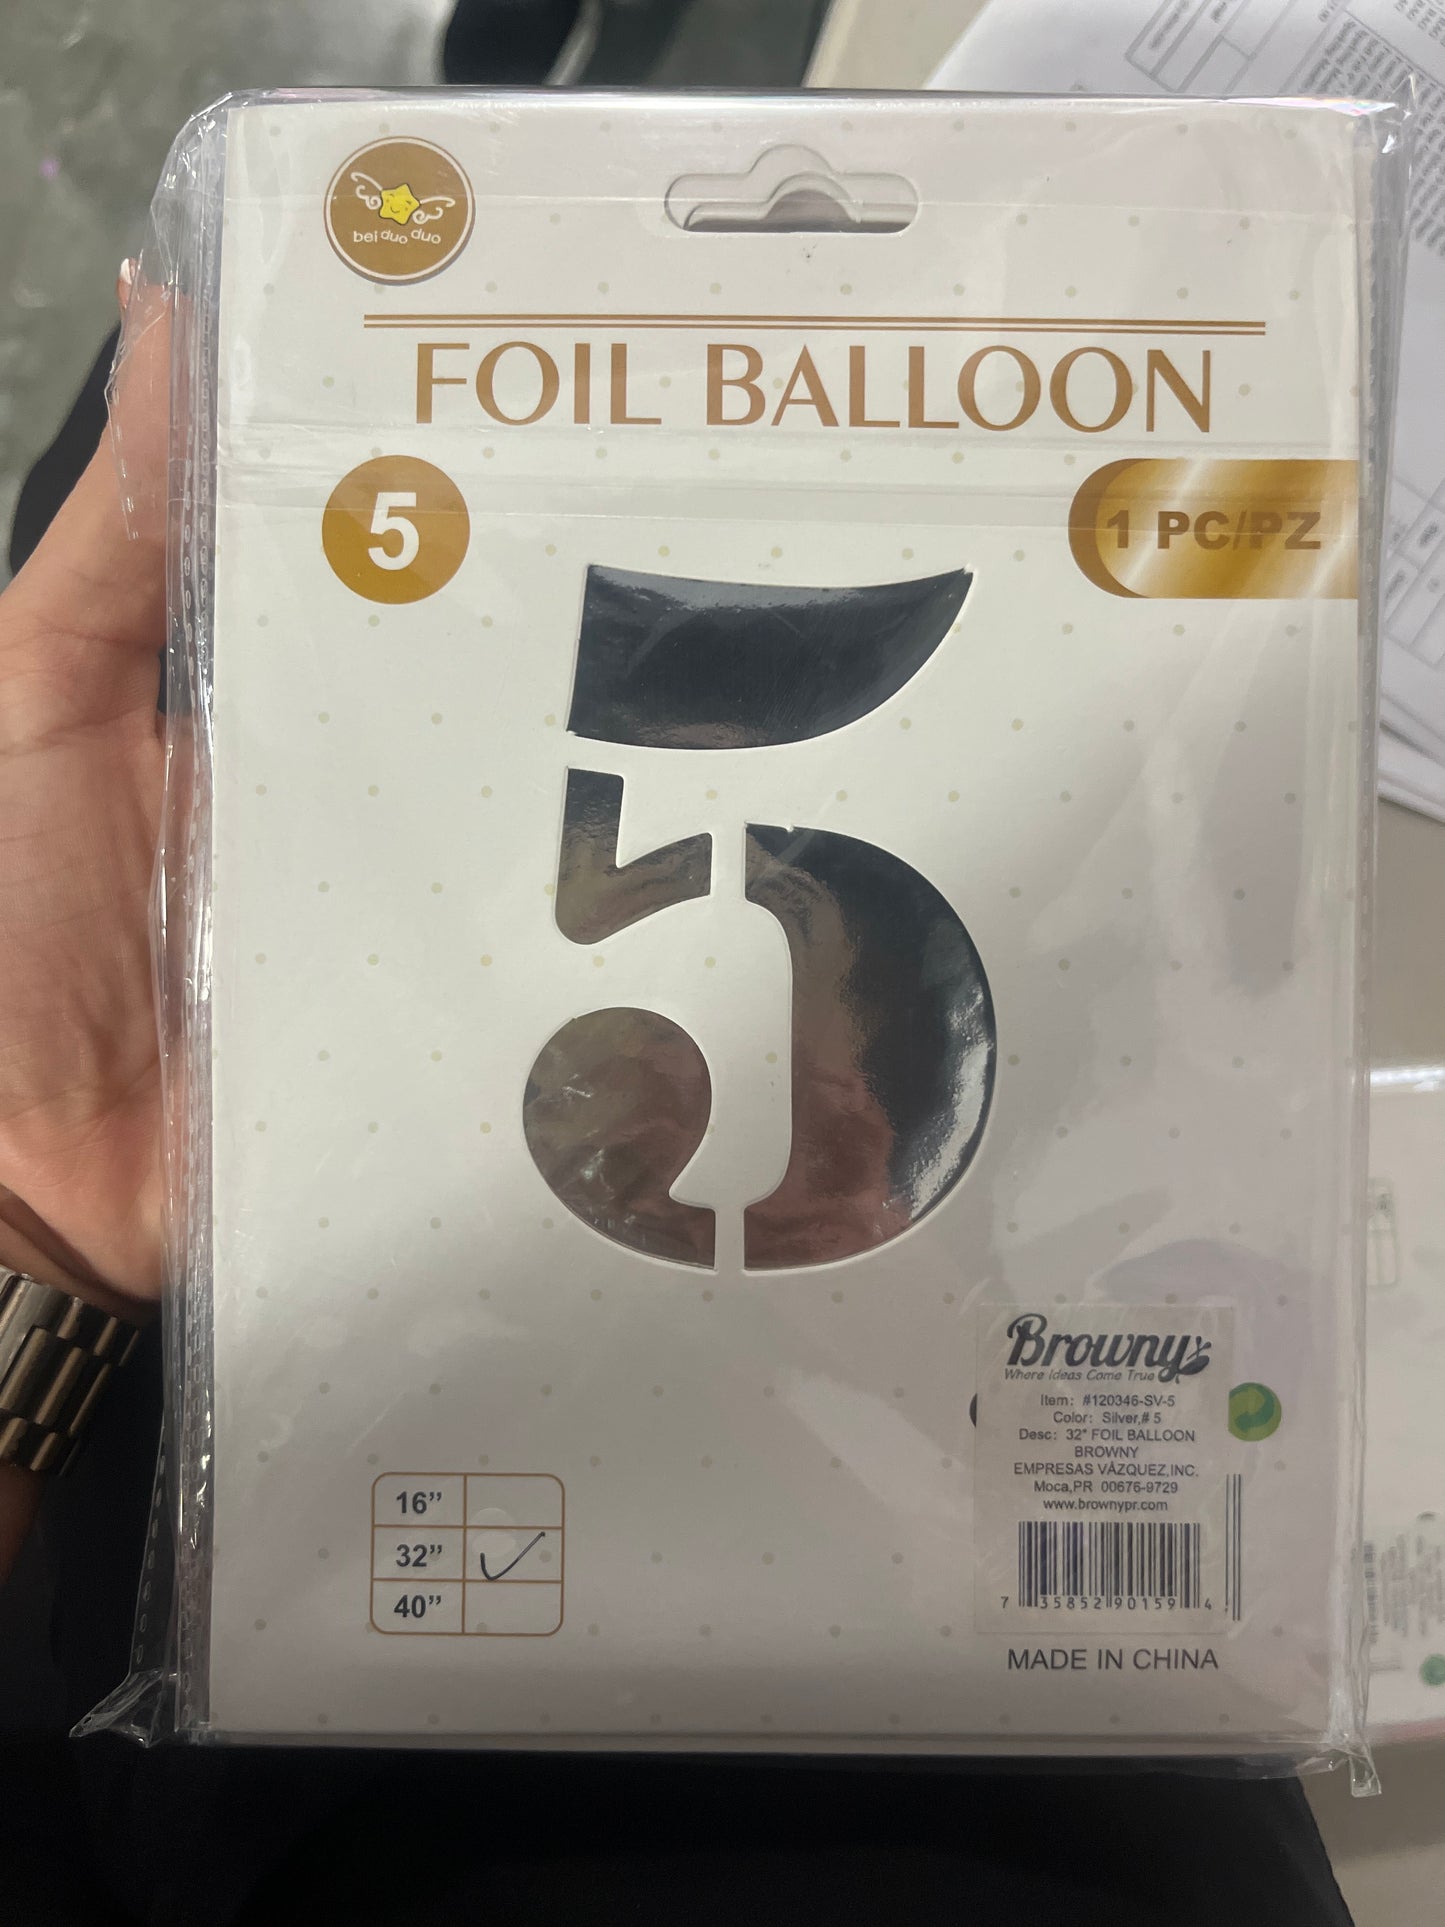 bei duo duo
FOIL BALLOON
5
1 PC/PZ
Browny
Where Ideas Come True
Item: #120346-SV-5
Color: Silver,# 5
Desc: 32" FOIL BALLOON
BROWNY
EMPRESAS VÁZQUEZ,INC.
Moca,PR 00676-9729
www.brownypr.com
7 35852 90159 4
16”
32”
40”
MADE IN CHINA